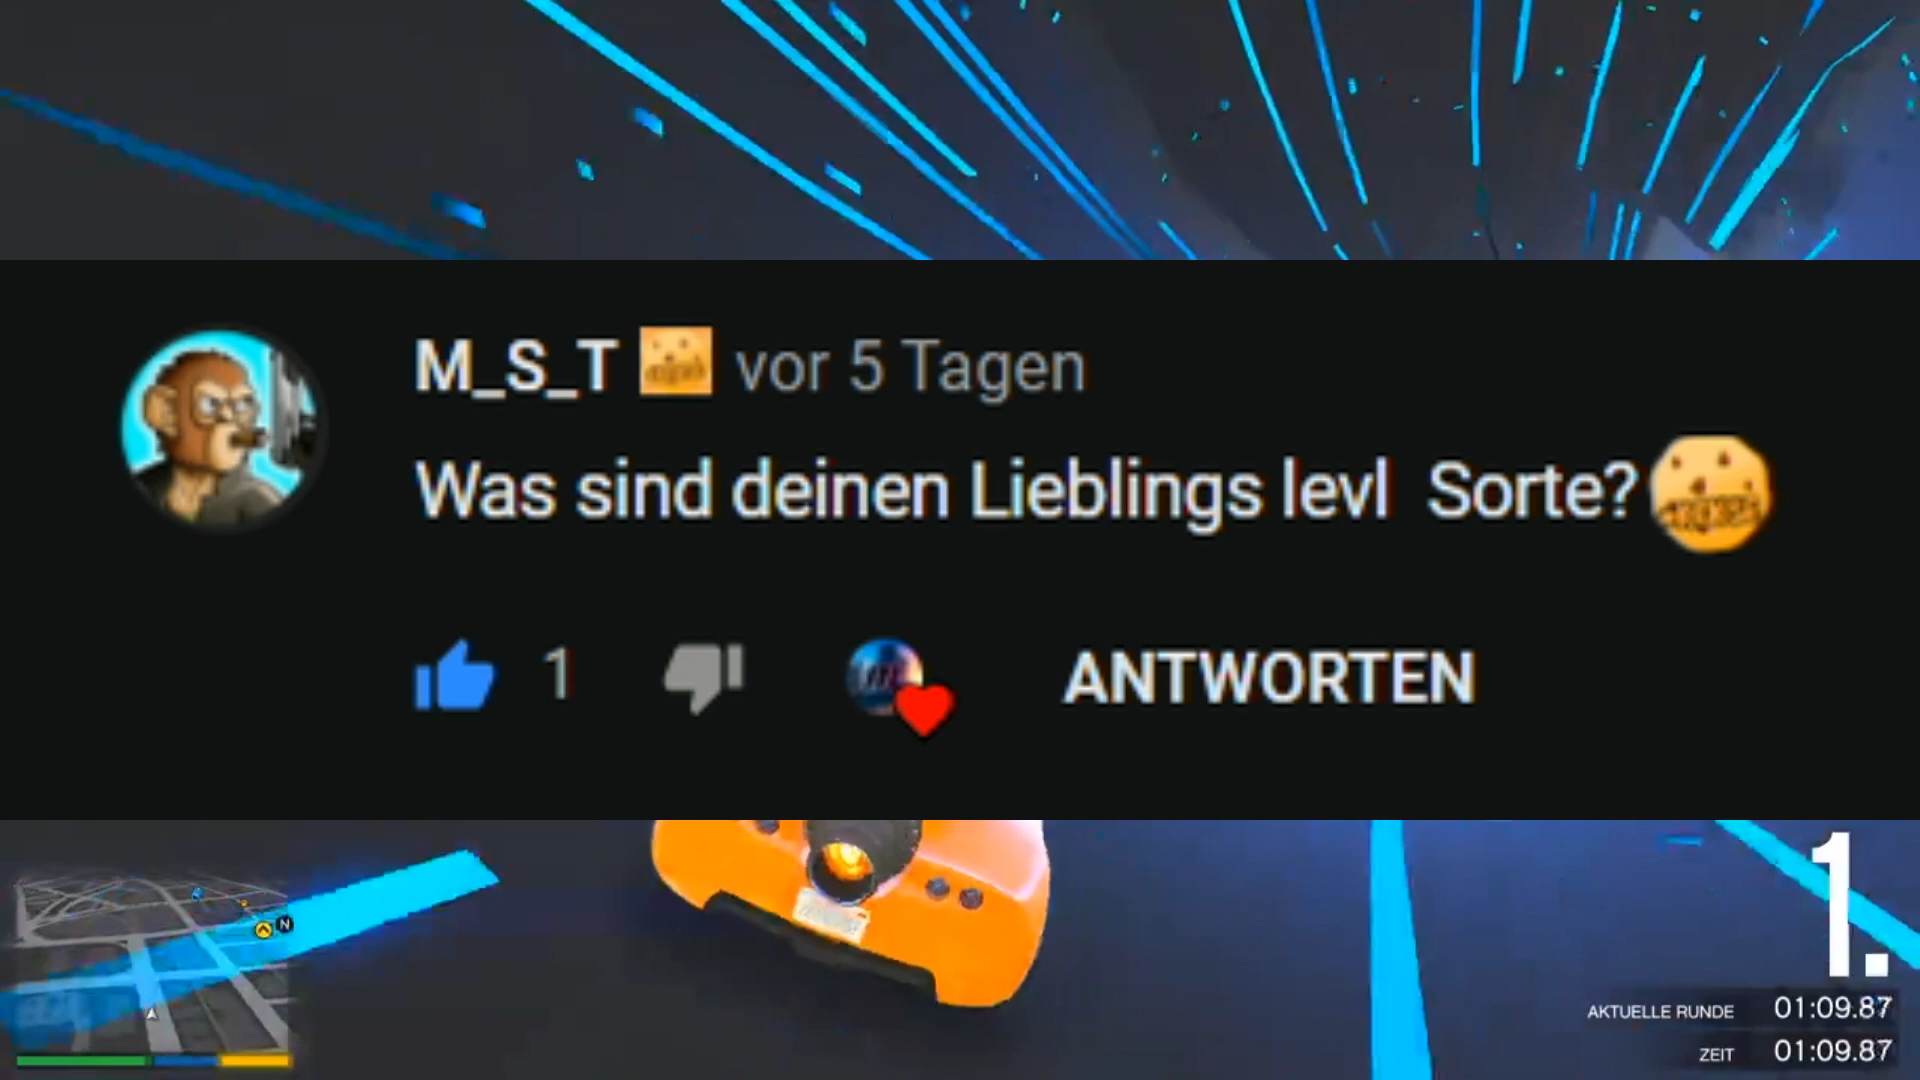 M_S_T vor 5 Tagen
Was sind deinen Lieblings levl Sorte?
1
ANTWORTEN
N
1.
AKTUELLE RUNDE 01:09.87
ZEIT 01:09.87